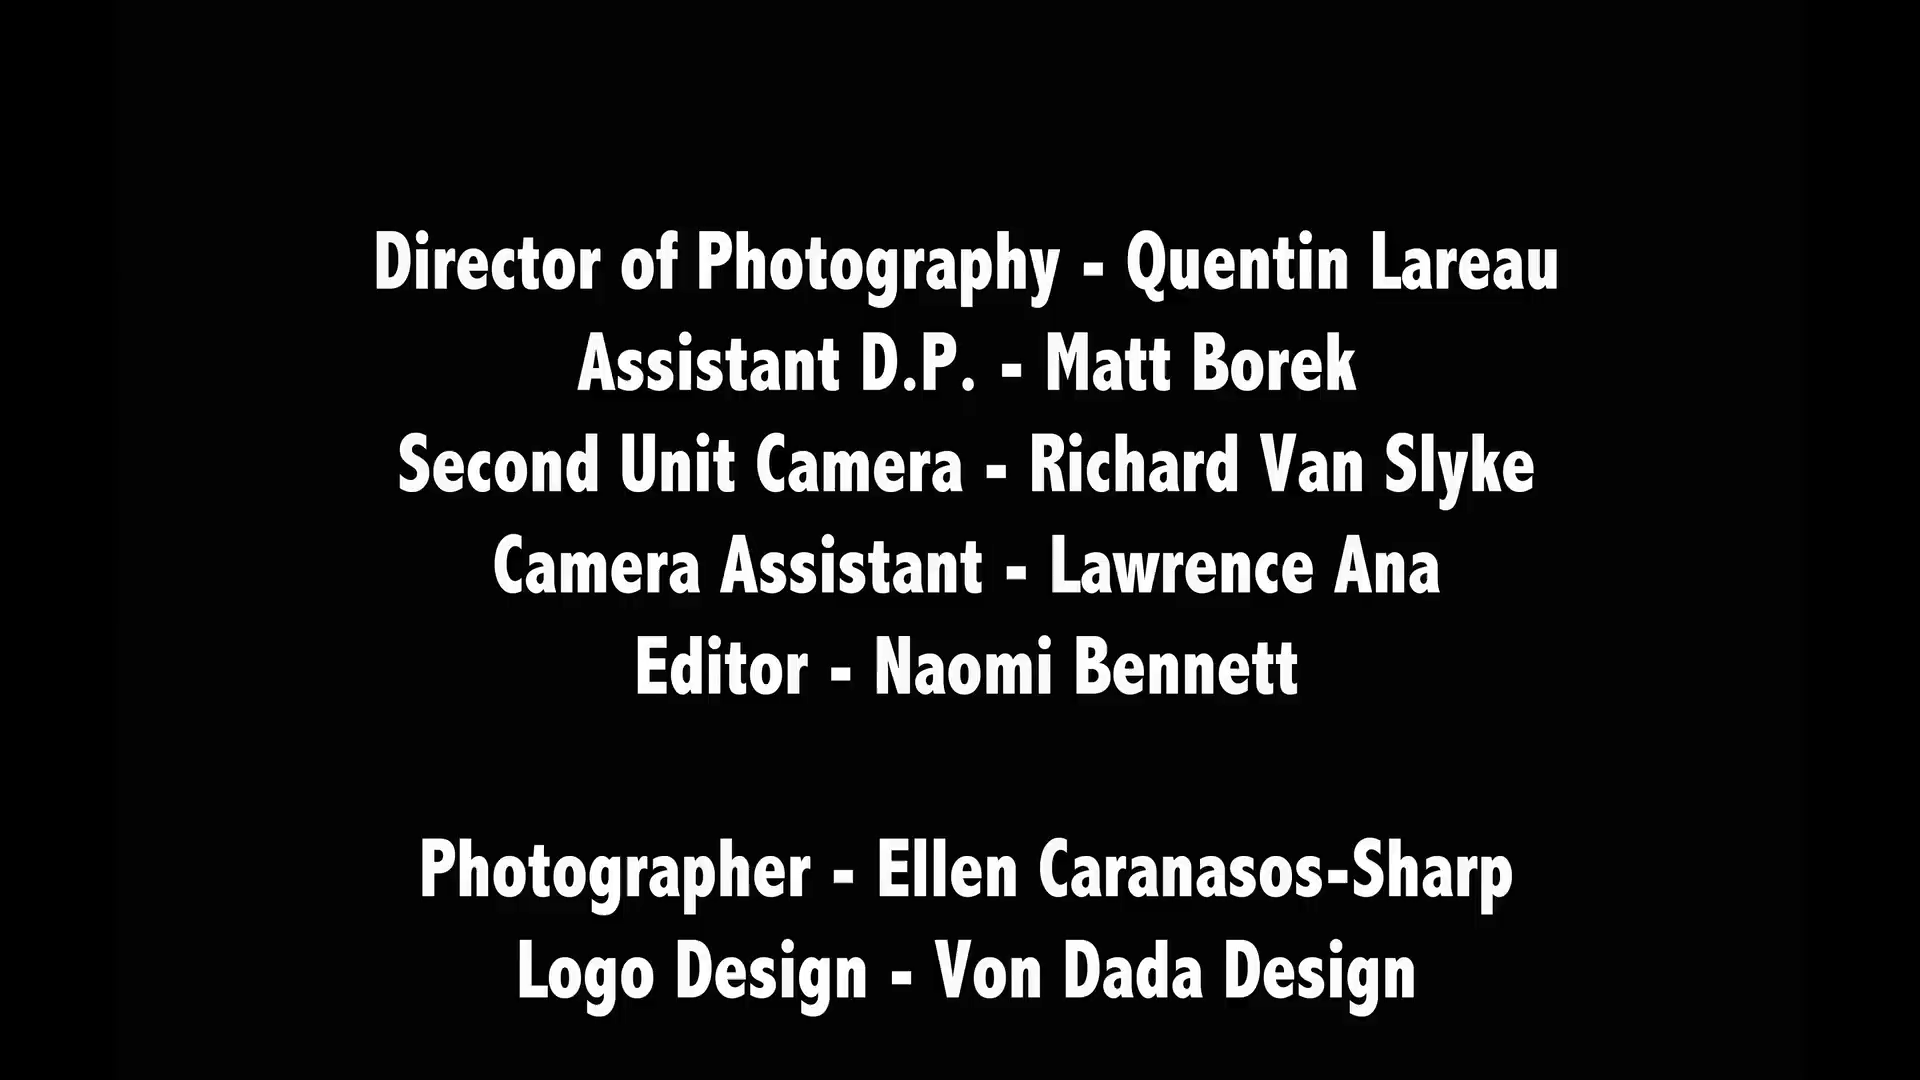 Director of Photography - Quentin Lareau
Assistant D.P. - Matt Borek
Second Unit Camera - Richard Van Slyke
Camera Assistant - Lawrence Ana
Editor - Naomi Bennett
Photographer - Ellen Caranasos-Sharp
Logo Design - Von Dada Design